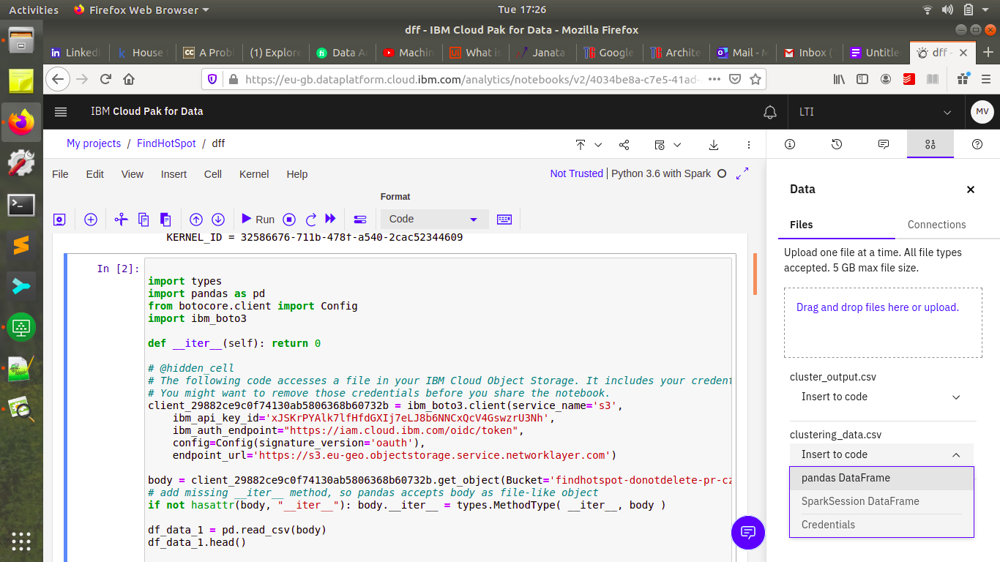 Activities Firefox Web Browser Tue 17:26
dff - IBM Cloud Pak for Data - Mozilla Firefox
Linked House A Prob (1) Explore Data A Machin What is Janata Google Archite Mail - M Inbox ( Untitle dff -
https://eu-gb.dataplatform.cloud.ibm.com/analytics/notebooks/v2/4034be8a-c7e5-41ad-
IBM Cloud Pak for Data LTI MV
My projects / FindHotSpot / dff
File Edit View Insert Cell Kernel Help Not Trusted Python 3.6 with Spark
Format
Run Code
KERNEL_ID = 32586676-711b-478f-a540-2cac52344609
In [2]:
import types
import pandas as pd
from botocore.client import Config
import ibm_boto3
def __iter__(self): return 0
# @hidden_cell
# The following code accesses a file in your IBM Cloud Object Storage. It includes your credent
# You might want to remove those credentials before you share the notebook.
client_29882ce9c0f74130ab5806368b60732b = ibm_boto3.client(service_name='s3',
ibm_api_key_id='xJSKrPYAlk7lfHfdGXIj7eLJ8b6NNCxQcV4GswzrU3Nh',
ibm_auth_endpoint="https://iam.cloud.ibm.com/oidc/token",
config=Config(signature_version='oauth'),
endpoint_url='https://s3.eu-geo.objectstorage.service.networklayer.com')
body = client_29882ce9c0f74130ab5806368b60732b.get_object(Bucket='findhotspot-donotdelete-pr-cz
# add missing __iter__ method, so pandas accepts body as file-like object
if not hasattr(body, "__iter__"): body.__iter__ = types.MethodType( __iter__, body )
df_data_1 = pd.read_csv(body)
df_data_1.head()
Data
Files Connections
Upload one file at a time. All file types
accepted. 5 GB max file size.
Drag and drop files here or upload.
cluster_output.csv
Insert to code
clustering_data.csv
Insert to code
pandas DataFrame
SparkSession DataFrame
Credentials